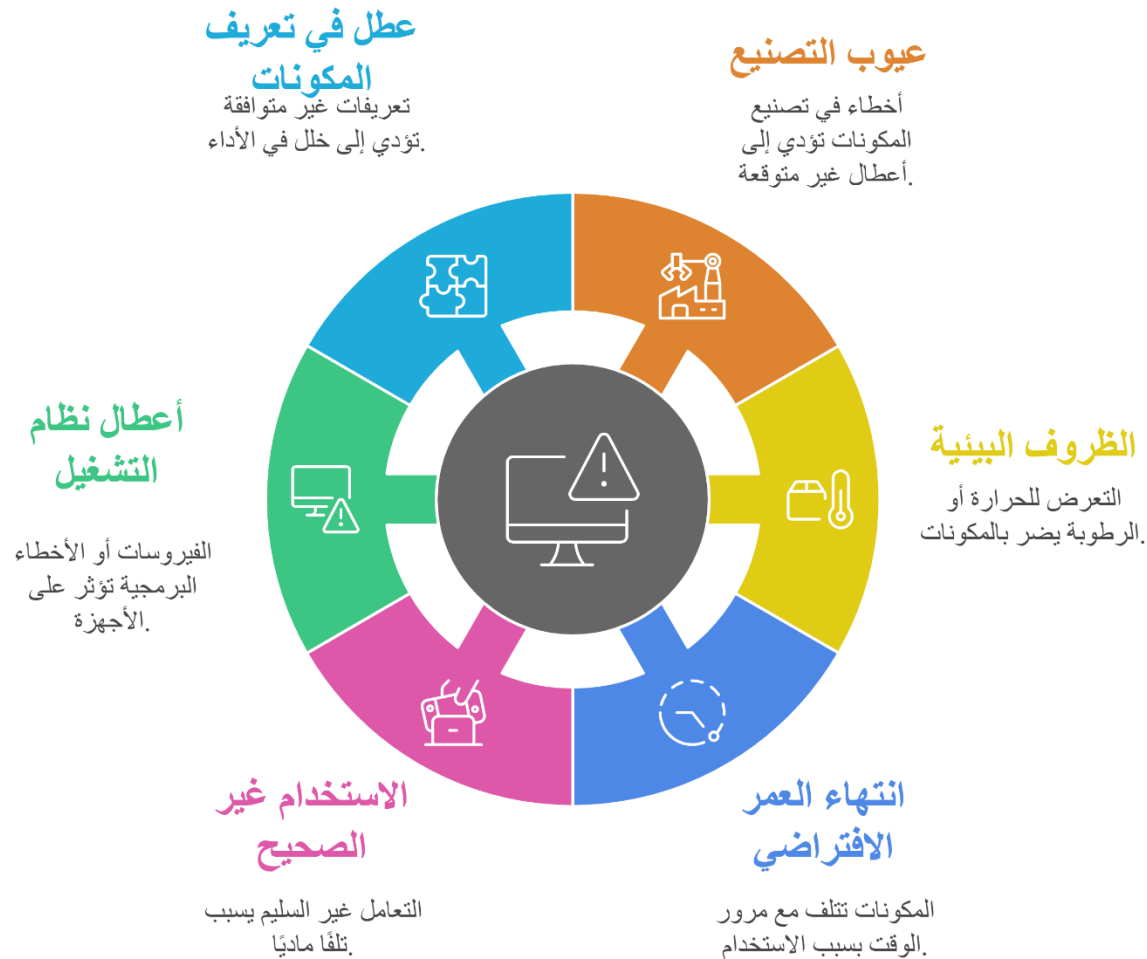 عطل في تعريف
المكونات
تعريفات غير متوافقة
تؤدي إلى خلل في الأداء.
عيوب التصنيع
أخطاء في تصنيع
المكونات تؤدي إلى
أعطال غير متوقعة.
الظروف البيئية
التعرض للحرارة أو
الرطوبة يضر بالمكونات.
أعطال نظام
التشغيل
الفيروسات أو الأخطاء
البرمجية تؤثر على
الأجهزة.
الاستخدام غير
الصحيح
التعامل غير السليم يسبب
تلفًا ماديًا.
انتهاء العمر
الافتراضي
المكونات تتلف مع مرور
الوقت بسبب الاستخدام.